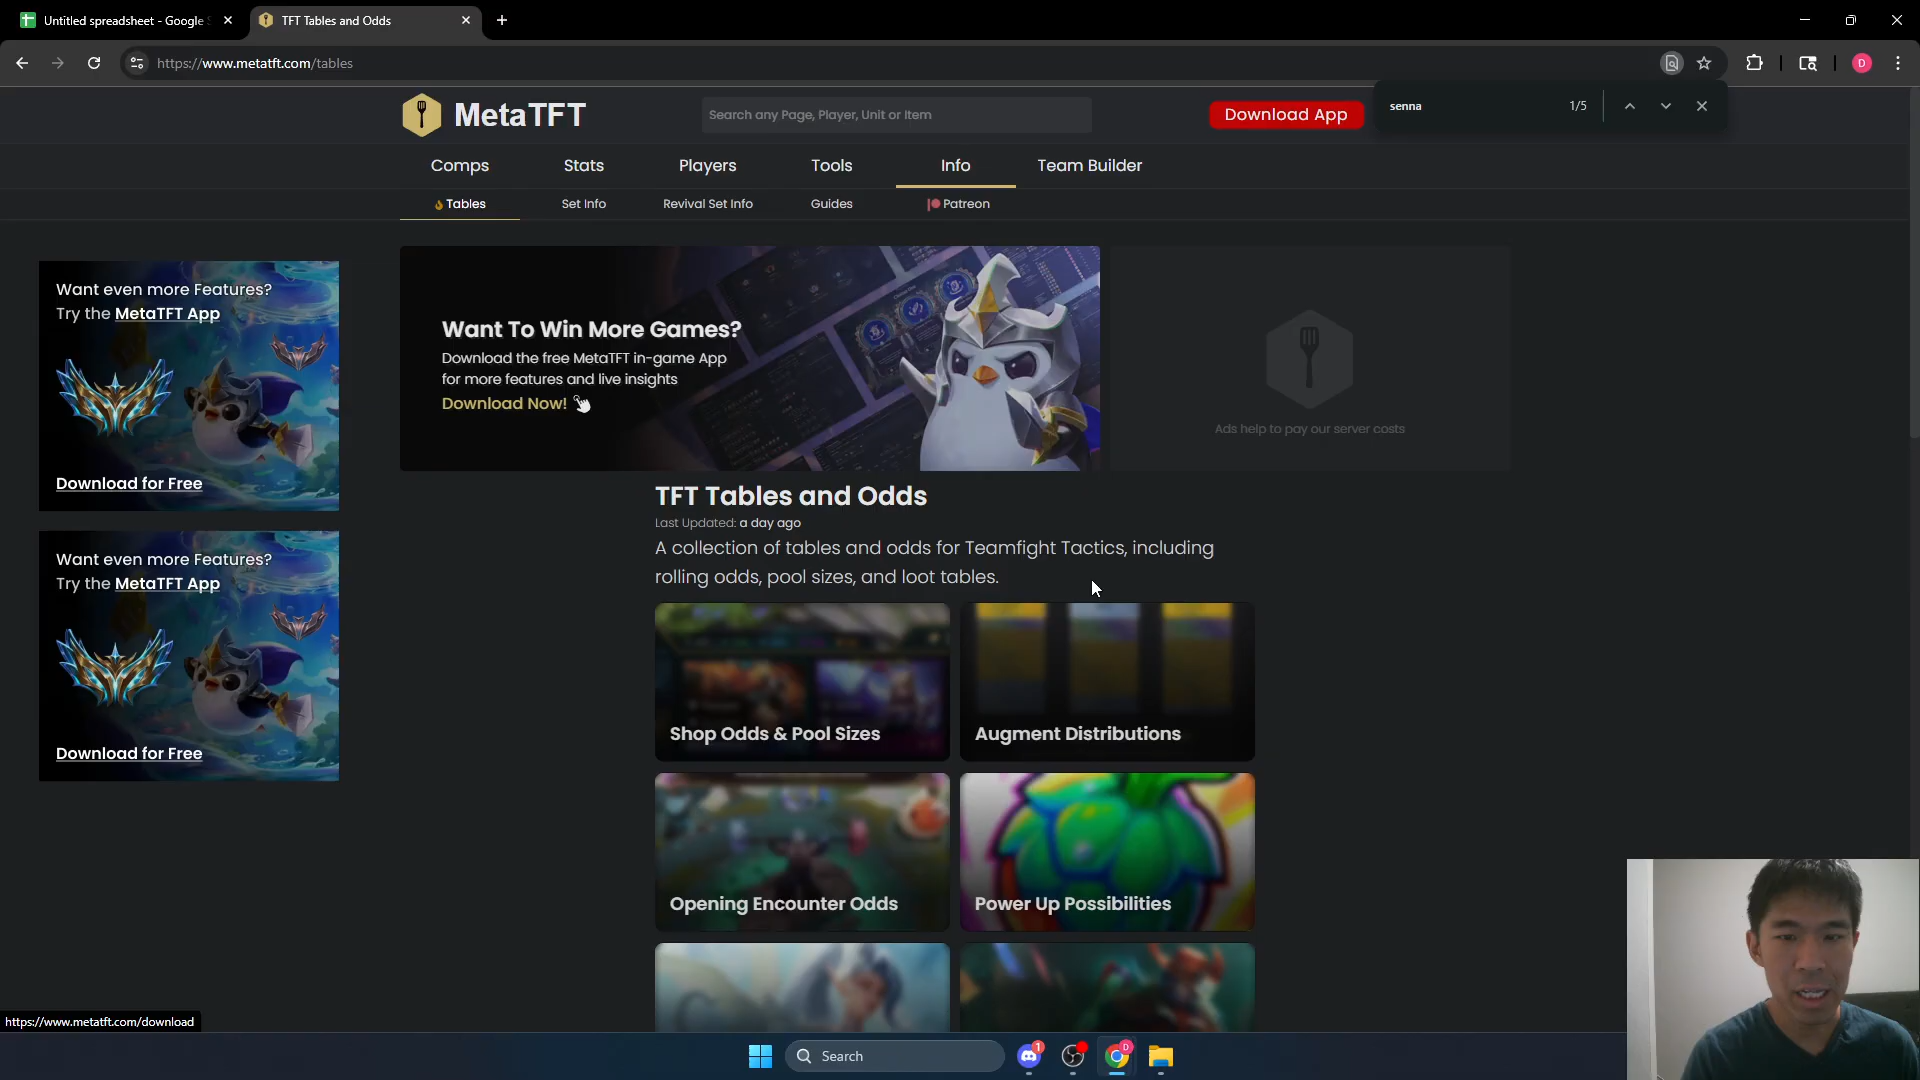 Untitled spreadsheet - Google
TFT Tables and Odds
https://www.metatft.com/tables
D
senna
1/5
MetaTFT
Search any Page, Player, Unit or Item
Download App
Comps
Stats
Players
Tools
Info
Team Builder
Tables
Set Info
Revival Set Info
Guides
Patreon
Want even more Features?
Try the MetaTFT App
Download for Free
Want To Win More Games?
Download the free MetaTFT in-game App
for more features and live insights
Download Now!
Ads help to pay our server costs
Want even more Features?
Try the MetaTFT App
Download for Free
TFT Tables and Odds
Last Updated: a day ago
A collection of tables and odds for Teamfight Tactics, including
rolling odds, pool sizes, and loot tables.
Shop Odds & Pool Sizes
Augment Distributions
Opening Encounter Odds
Power Up Possibilities
https://www.metatft.com/download
Search
1
D